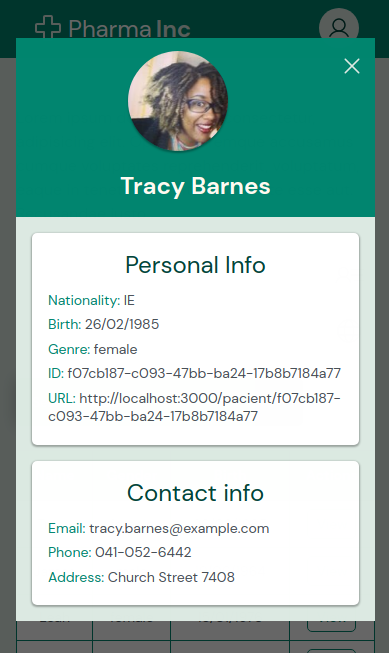 Pharma Inc
Tracy Barnes
Personal Info
Nationality: IE
Birth: 26/02/1985
Genre: female
ID: f07cb187-c093-47bb-ba24-17b8b7184a77
URL: http://localhost:3000/pacient/f07cb187-
c093-47bb-ba24-17b8b7184a77
Contact info
Email: tracy.barnes@example.com
Phone: 041-052-6442
Address: Church Street 7408